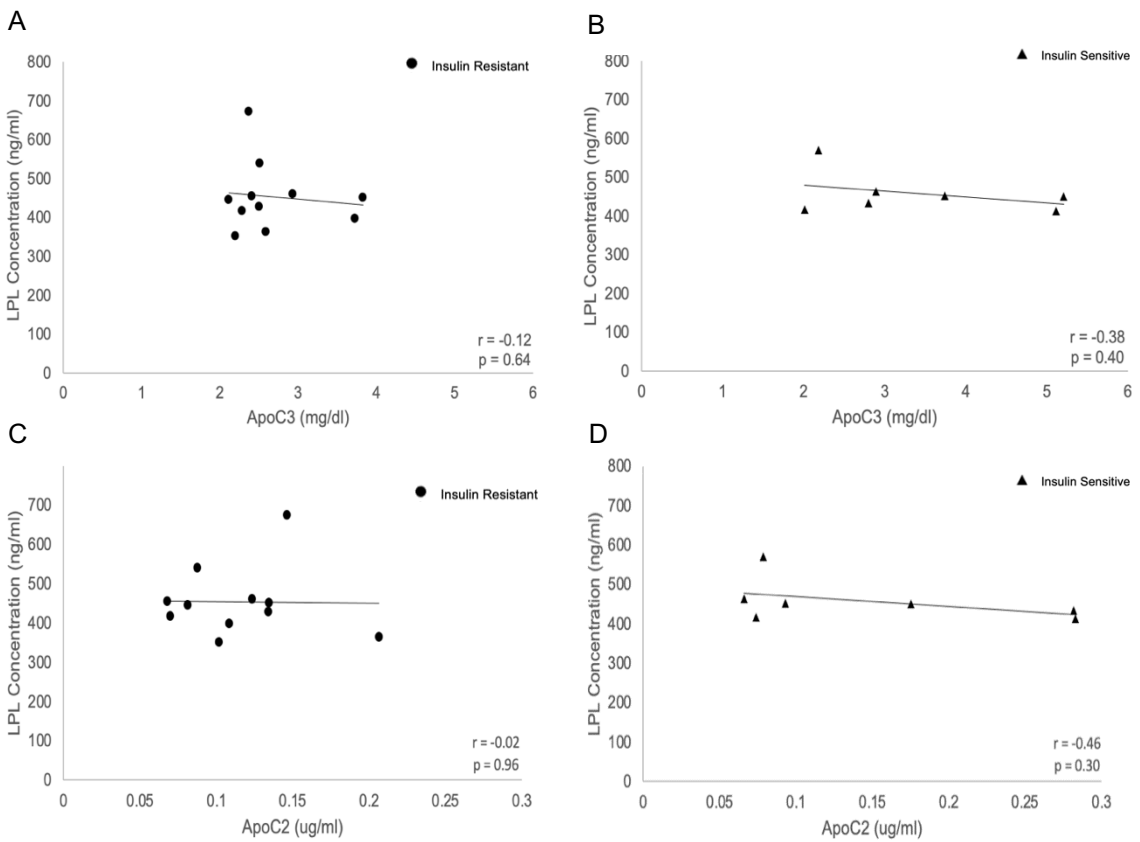 A
LPL Concentration (ng/ml)
800
700
600
500
400
300
200
100
0
0 1 2 3 4 5 6
ApoC3 (mg/dl)
Insulin Resistant
r = -0.12
p = 0.64
B
LPL Concentration (ng/ml)
800
700
600
500
400
300
200
100
0
0 1 2 3 4 5 6
ApoC3 (mg/dl)
Insulin Sensitive
r = -0.38
p = 0.40
C
LPL Concentration (ng/ml)
700
600
500
400
300
200
100
0
0 0.05 0.1 0.15 0.2 0.25 0.3
ApoC2 (ug/ml)
Insulin Resistant
r = -0.02
p = 0.96
D
LPL Concentration (ng/ml)
800
700
600
500
400
300
200
100
0
0 0.05 0.1 0.15 0.2 0.25 0.3
ApoC2 (ug/ml)
Insulin Sensitive
r = -0.46
p = 0.30